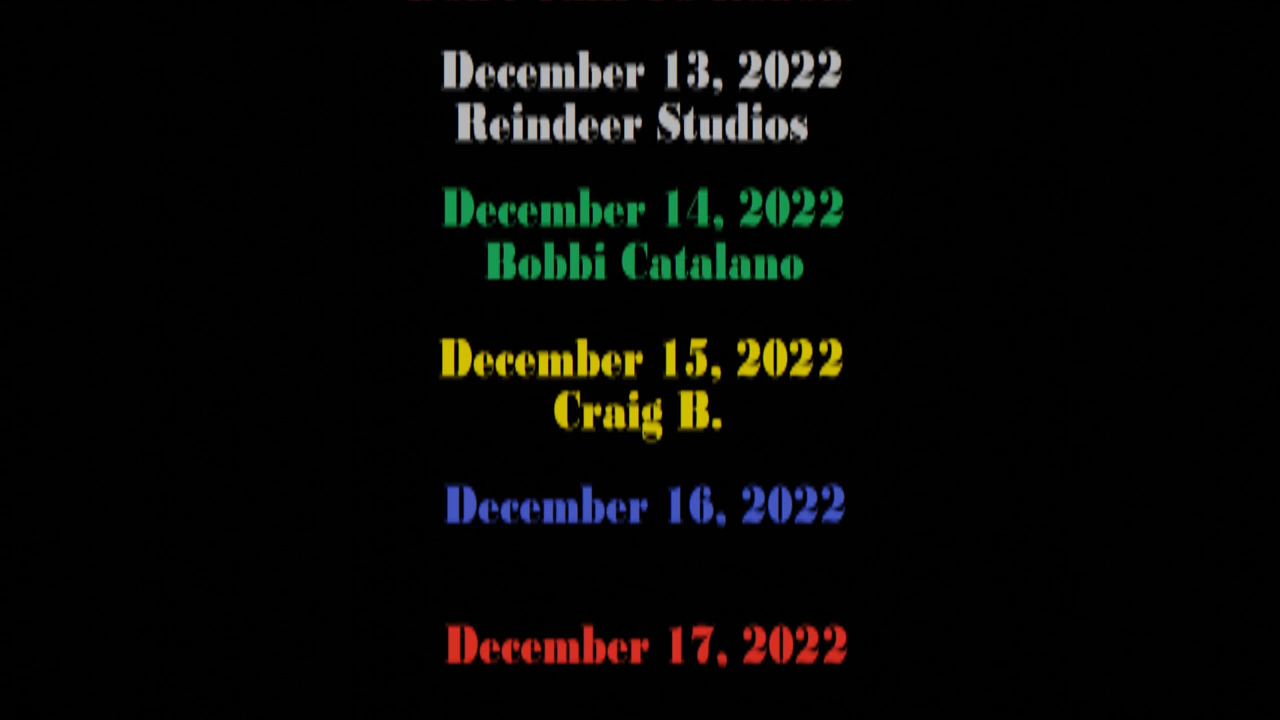 December 13, 2022
Reindeer Studios
December 14, 2022
Bobbi Catalano
December 15, 2022
Craig B.
December 16, 2022
December 17, 2022